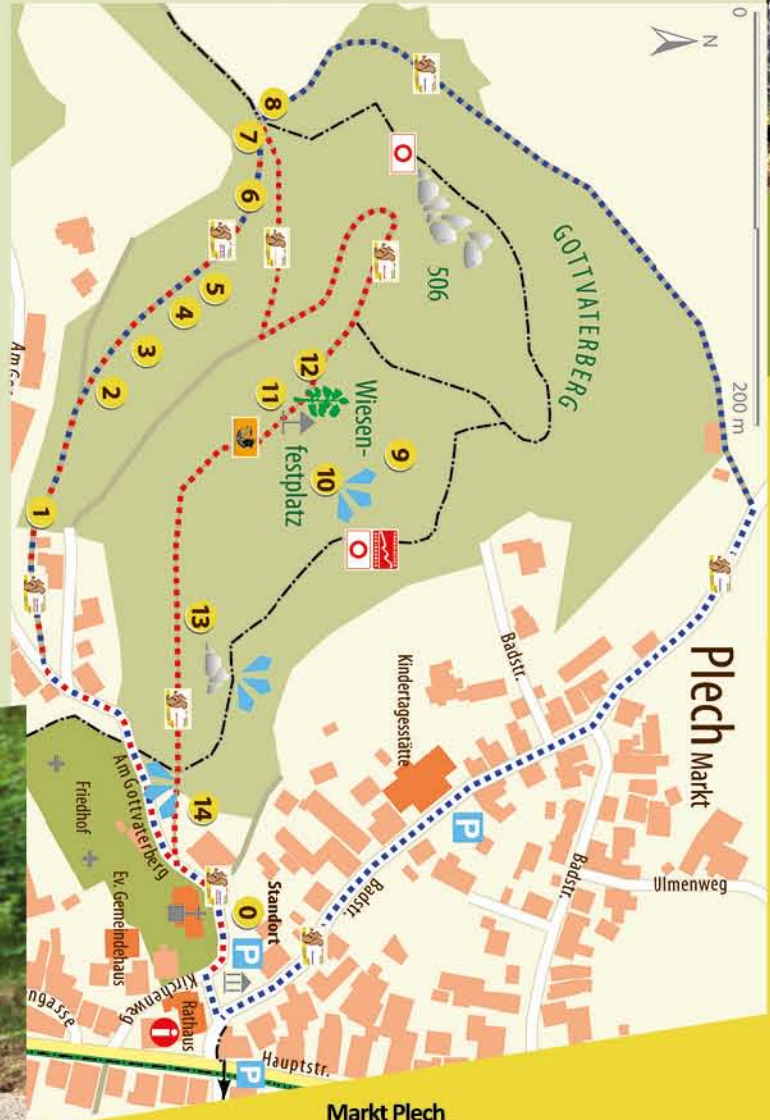 0
200 m
N
Plech Markt
GOTTVATERBERG
506
Wiesen-
festplatz
8
7
6
5
4
3
2
1
12
11
10
9
13
14
0
Standort
Badstr.
Badstr.
Badstr.
Ulmenweg
Kindertagesstätte
P
P
P
Am Gottvaterberg
Friedhof
Ev. Gemeindehaus
Kirchenweg
Rathaus
i
Hauptstr.
ngasse
Markt Plech